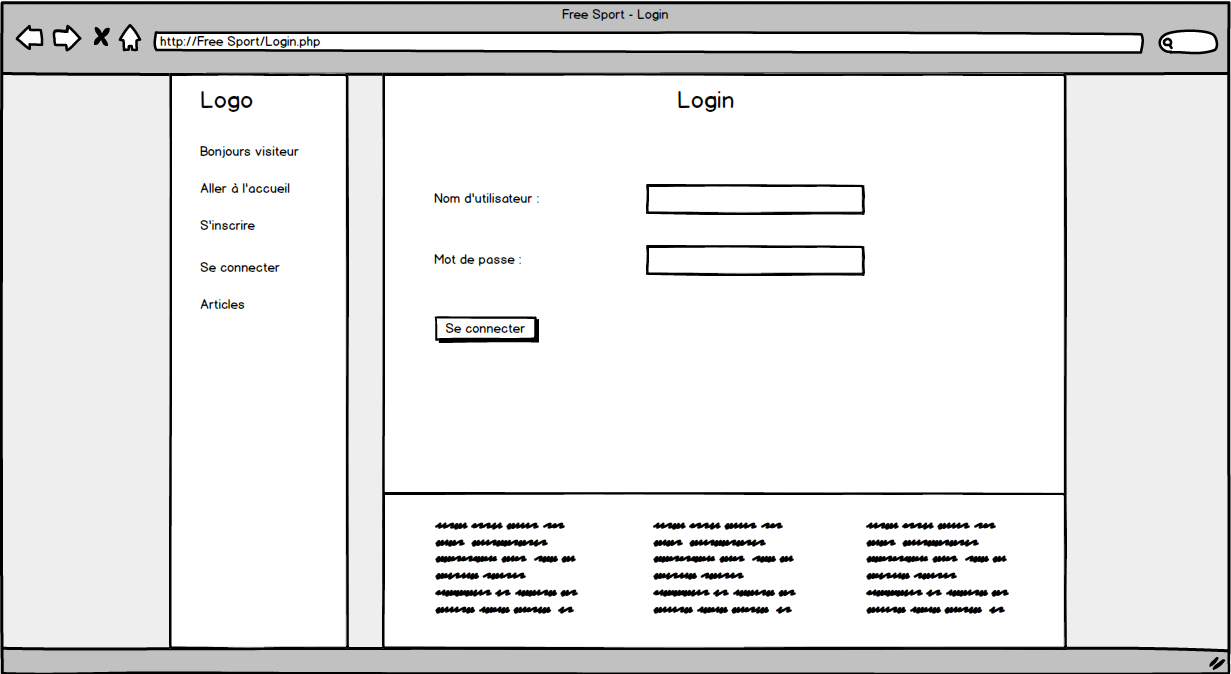 Free Sport - Login
http://Free Sport/Login.php
Logo
Bonjours visiteur
Aller à l'accueil
S'inscrire
Se connecter
Articles
Login
Nom d'utilisateur :
Mot de passe :
Se connecter